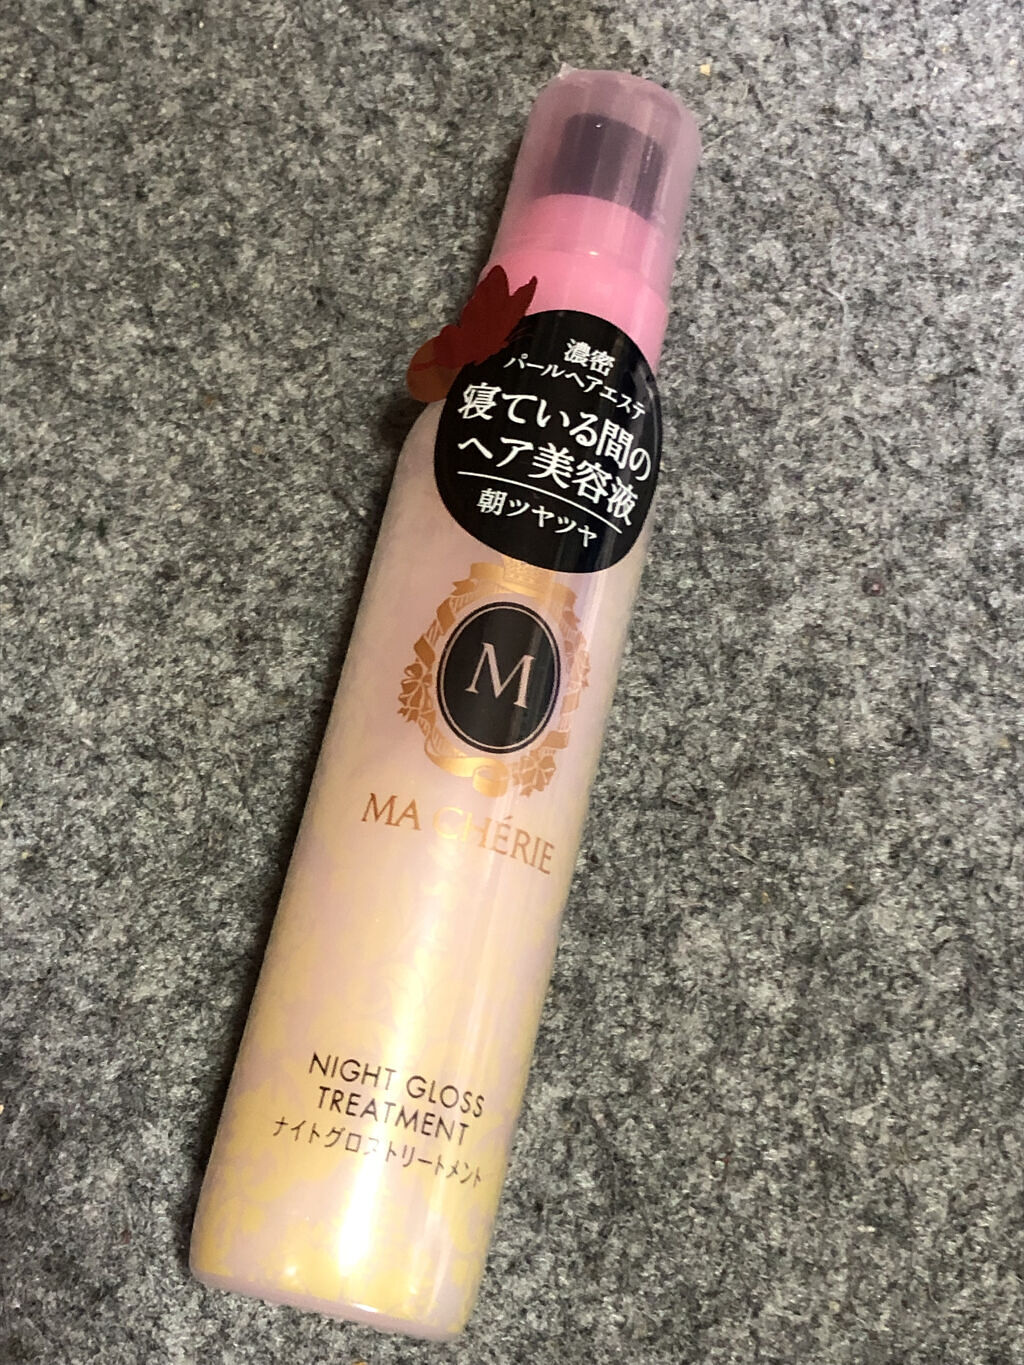 濃密
パールヘアエステ
寝ている間の
ヘア美容液
朝ツヤツヤ
M
MA CHÉRIE
NIGHT GLOSS
TREATMENT
ナイトグロストリートメント